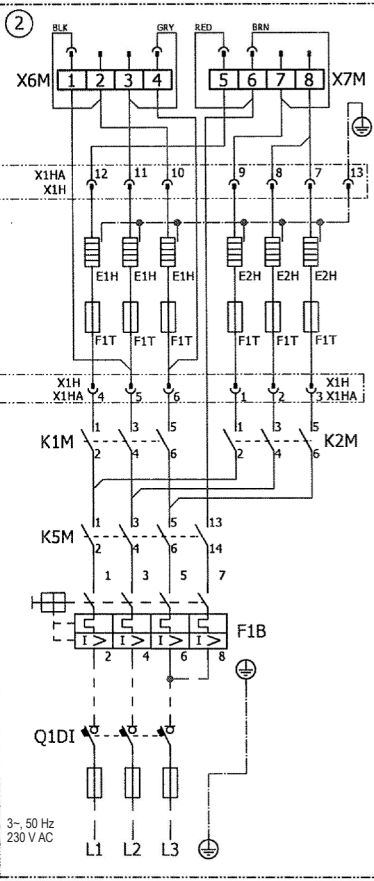 2
BLK GRY RED BRN
X6M 1 2 3 4 5 6 7 8 X7M
X1HA 12 11 10 9 8 7 13
X1H
E1H E1H E1H E2H E2H E2H
F1T F1T F1T F1T F1T F1T
X1H X1H
X1HA 4 5 6 1 2 3 X1HA
1 3 5 1 3 5
K1M K2M
2 4 6 2 4 6
1 3 5 13
K5M
2 4 6 14
1 3 5 7
F1B
I > I > I > I >
2 4 6 8
Q1DI
3~, 50 Hz
230 V AC
L1 L2 L3